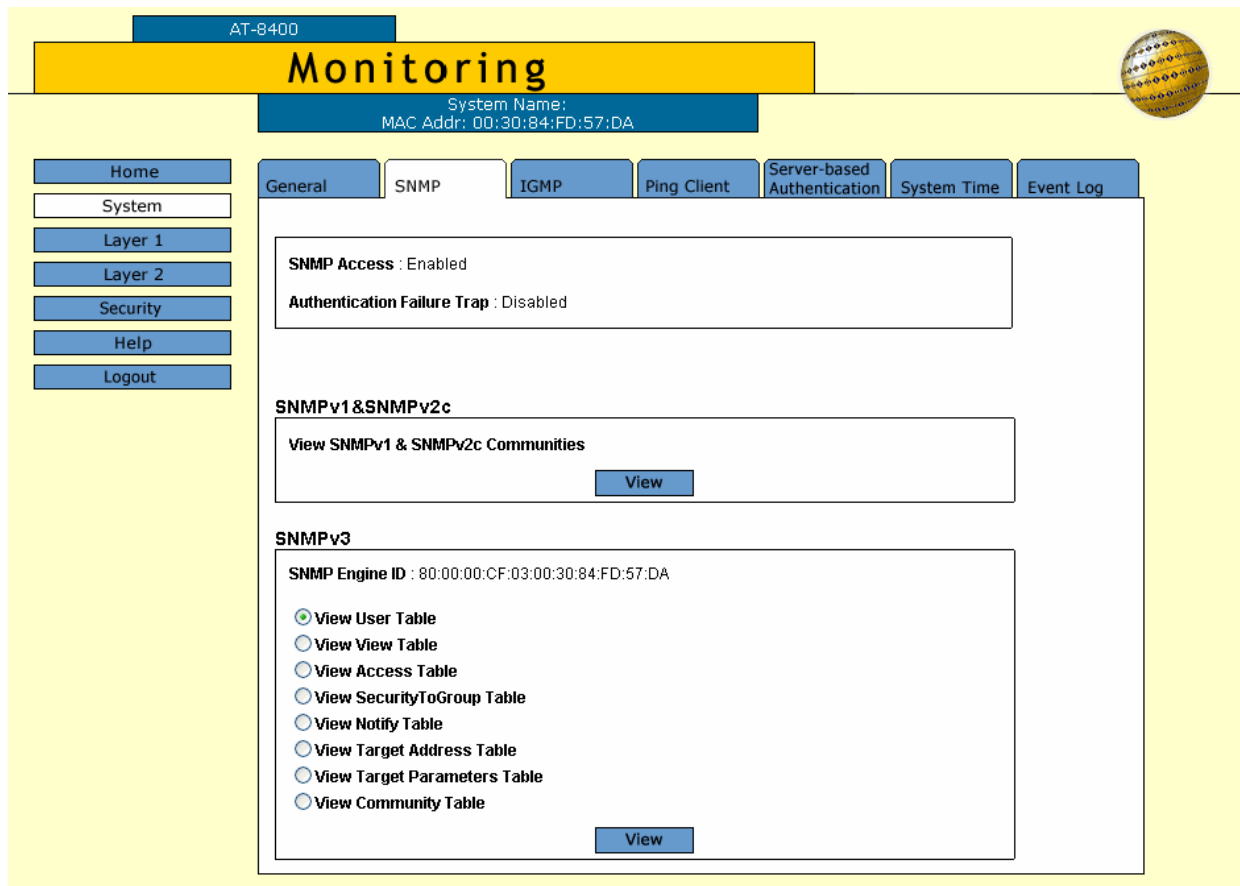 AT-8400
Monitoring
System Name:
MAC Addr: 00:30:84:FD:57:DA
Home
System
Layer 1
Layer 2
Security
Help
Logout
General
SNMP
IGMP
Ping Client
Server-based
Authentication
System Time
Event Log
SNMP Access : Enabled
Authentication Failure Trap : Disabled
SNMPv1&SNMPv2c
View SNMPv1 & SNMPv2c Communities
View
SNMPv3
SNMP Engine ID : 80:00:00:CF:03:00:30:84:FD:57:DA
View User Table
View View Table
View Access Table
View SecurityToGroup Table
View Notify Table
View Target Address Table
View Target Parameters Table
View Community Table
View